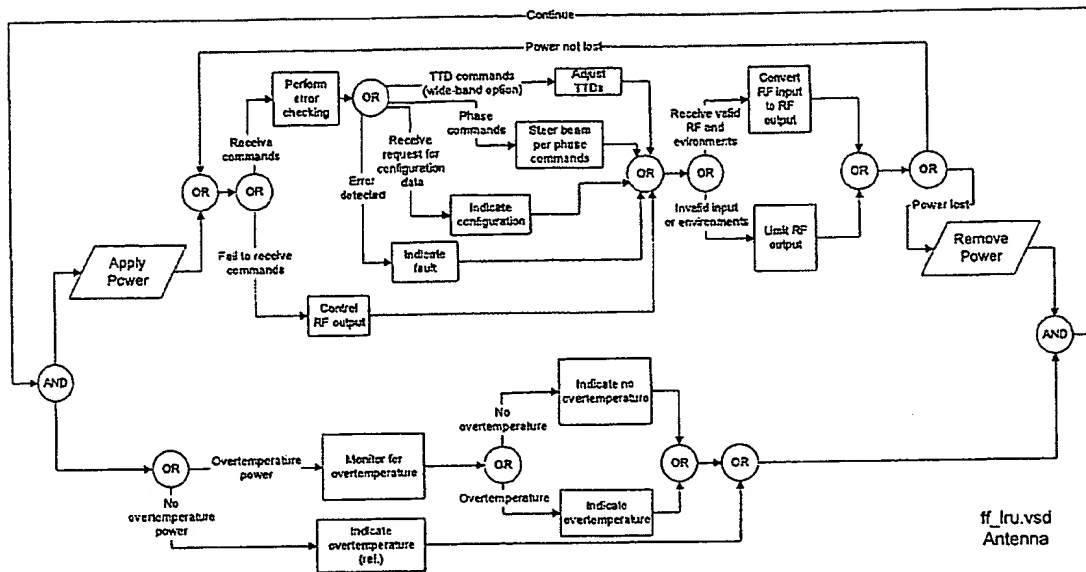 Continue
Power not lost
Perform
error
checking
OR
TTD commands
(wide-band option)
Adjust
TTDs
Convert
RF input
to RF
output
Receive
commands
Phase
commands
Steer beam
per phase
commands
Receive valid
RF and
evironments
Receive
request for
configuration
data
OR
OR
Error
detected
OR
OR
OR
OR
Indicate
configuration
Invalid input
or environments
Limit RF
output
Power lost
Remove
Power
Apply
Power
Fail to receive
commands
Indicate
fault
Control
RF output
AND
AND
Indicate no
overtemperature
No
overtemperature
OR
Overtemperature
power
Monitor for
overtemperature
OR
OR
OR
Overtemperature
No
overtemperature
power
Indicate
overtemperature
Indicate
overtemperature
(ref.)
ff_lru.vsd
Antenna